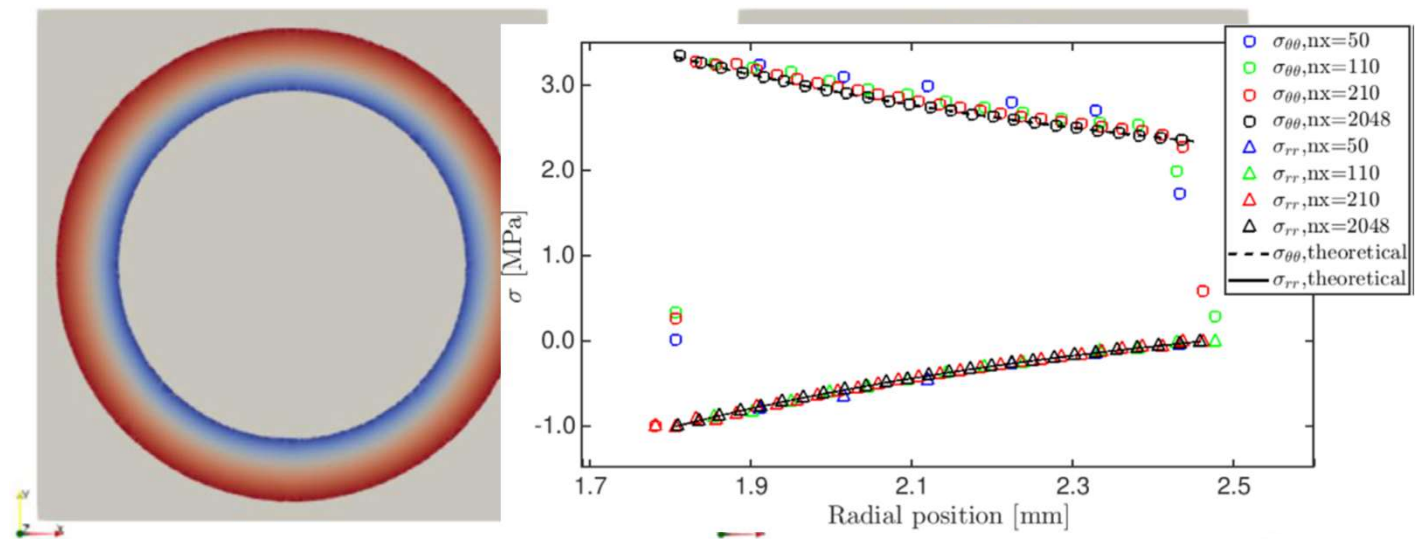 σθθ,nx=50
σθθ,nx=110
σθθ,nx=210
σθθ,nx=2048
σrr,nx=50
σrr,nx=110
σrr,nx=210
σrr,nx=2048
σθθ,theoretical
σrr,theoretical
3.0
2.0
1.0
0.0
-1.0
σ [MPa]
1.7 1.9 2.1 2.3 2.5
Radial position [mm]
Y
Z X